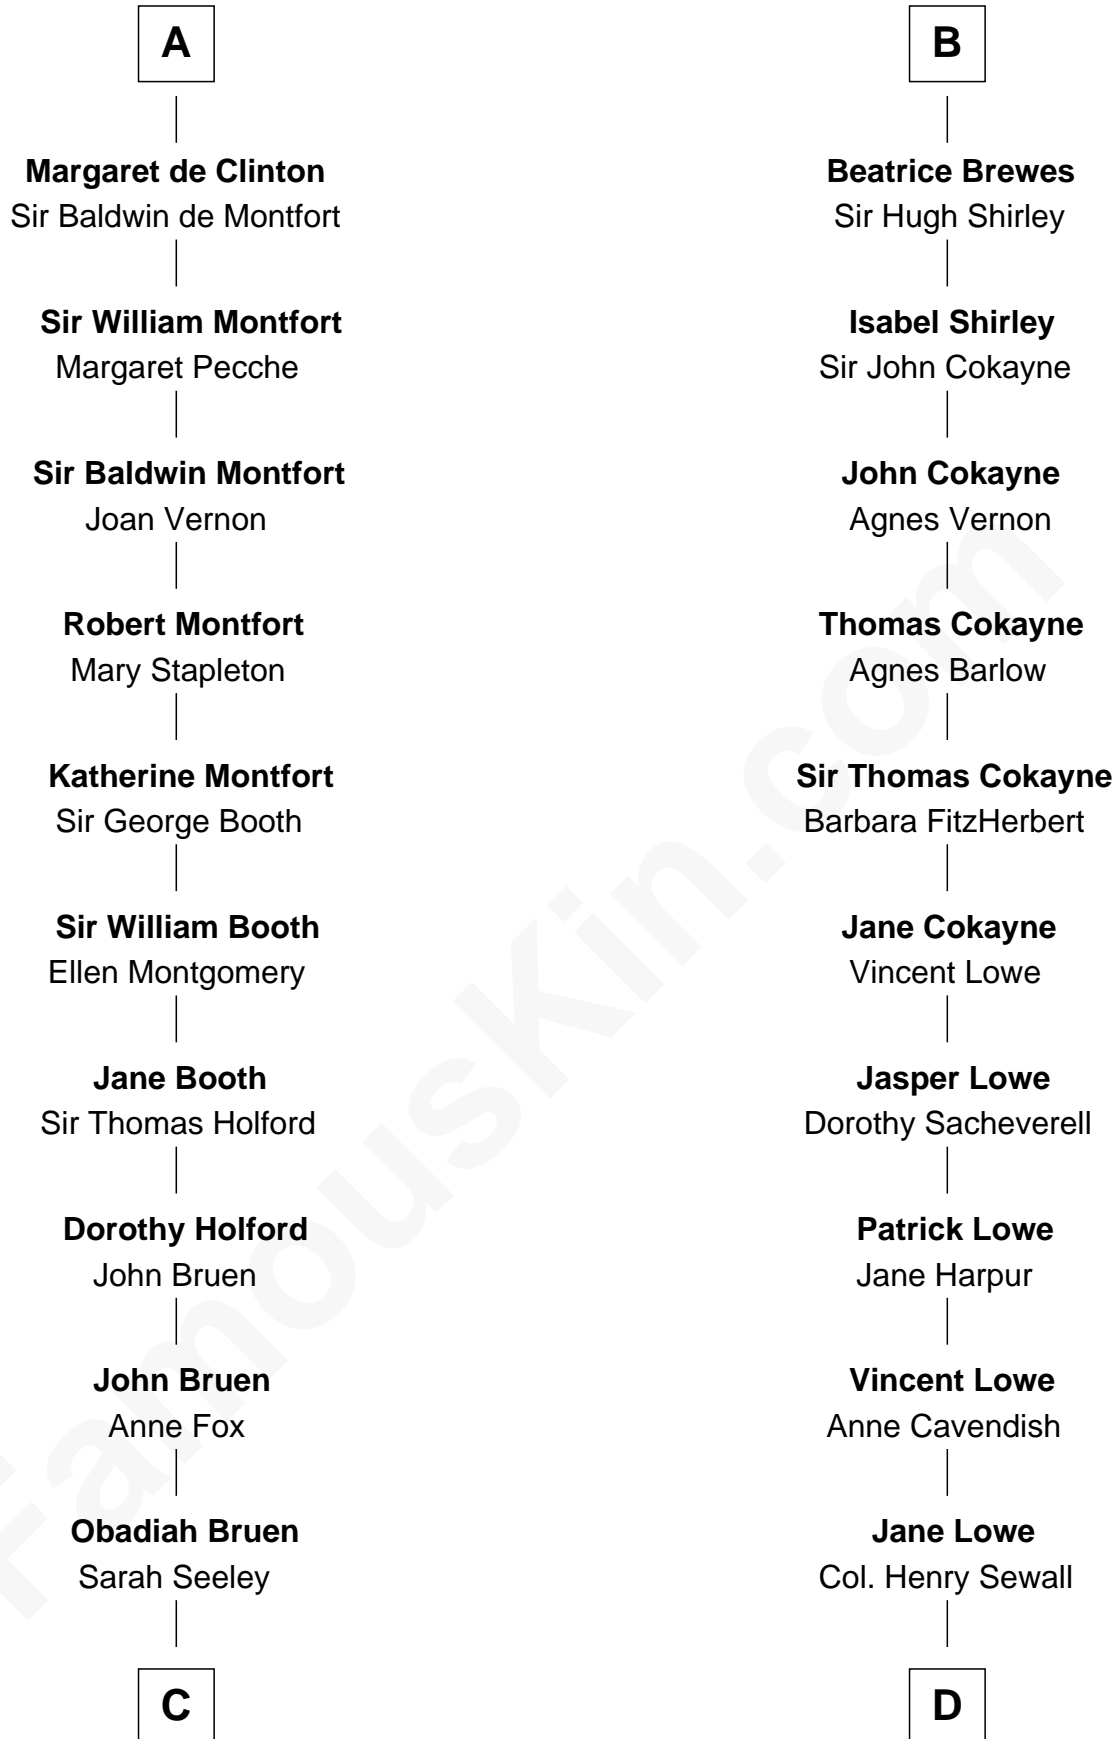 A
Margaret de Clinton
Sir Baldwin de Montfort
Sir William Montfort
Margaret Pecche
Sir Baldwin Montfort
Joan Vernon
Robert Montfort
Mary Stapleton
Katherine Montfort
Sir George Booth
Sir William Booth
Ellen Montgomery
Jane Booth
Sir Thomas Holford
Dorothy Holford
John Bruen
John Bruen
Anne Fox
Obadiah Bruen
Sarah Seeley
C
B
Beatrice Brewes
Sir Hugh Shirley
Isabel Shirley
Sir John Cokayne
John Cokayne
Agnes Vernon
Thomas Cokayne
Agnes Barlow
Sir Thomas Cokayne
Barbara FitzHerbert
Jane Cokayne
Vincent Lowe
Jasper Lowe
Dorothy Sacheverell
Patrick Lowe
Jane Harpur
Vincent Lowe
Anne Cavendish
Jane Lowe
Col. Henry Sewall
D
FamousKin.com